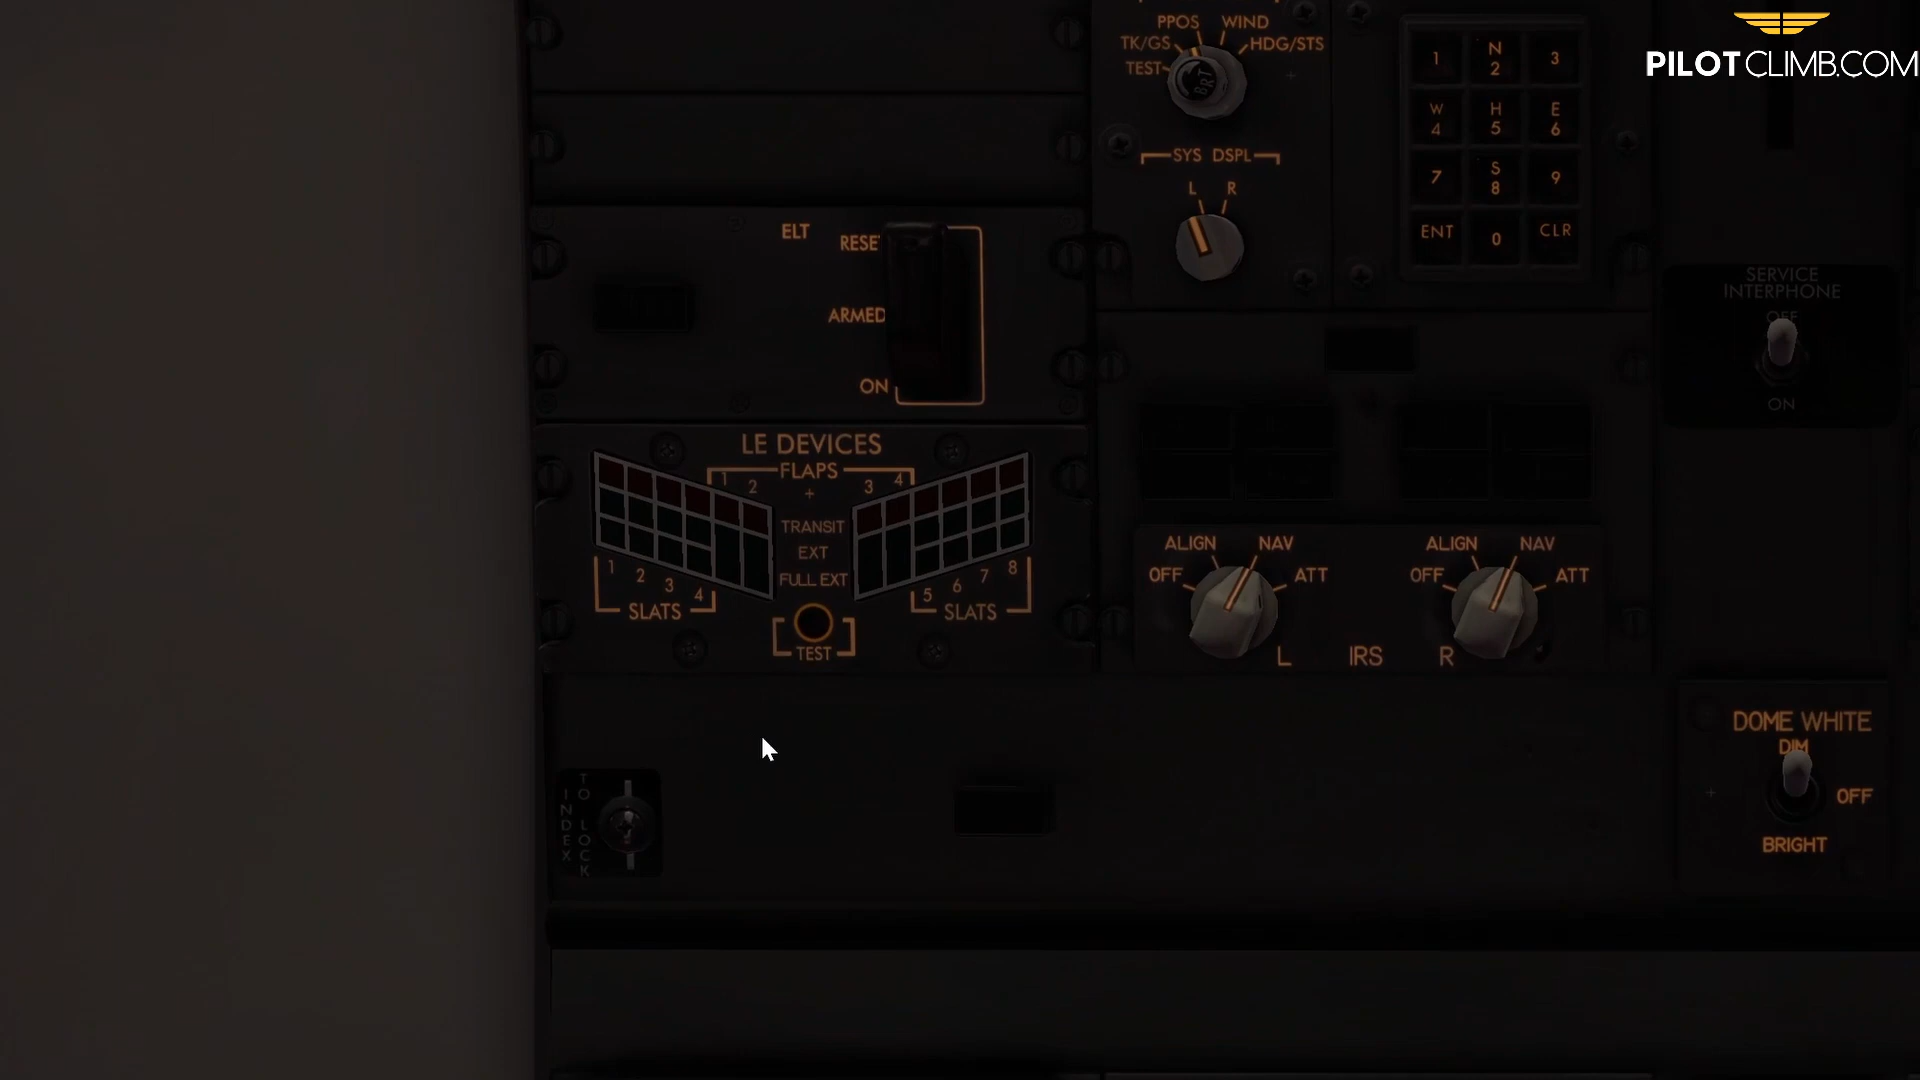 PILOTCLIMB.COM
PPOS WIND
TK/GS HDG/STS
TEST
BRT
SYS DSPL
L R
1 N 2 3
W 4 H 5 E 6
7 S 8 9
ENT 0 CLR
ELT
RESET
ARMED
ON
SERVICE
INTERPHONE
OFF
ON
LE DEVICES
FLAPS
1 2 3 4
TRANSIT
EXT
FULL EXT
1 2 3 4
SLATS
5 6 7 8
SLATS
TEST
ALIGN NAV
OFF ATT
ALIGN NAV
OFF ATT
L IRS R
INDEX
TO LOCK
DOME WHITE
DIM
OFF
BRIGHT